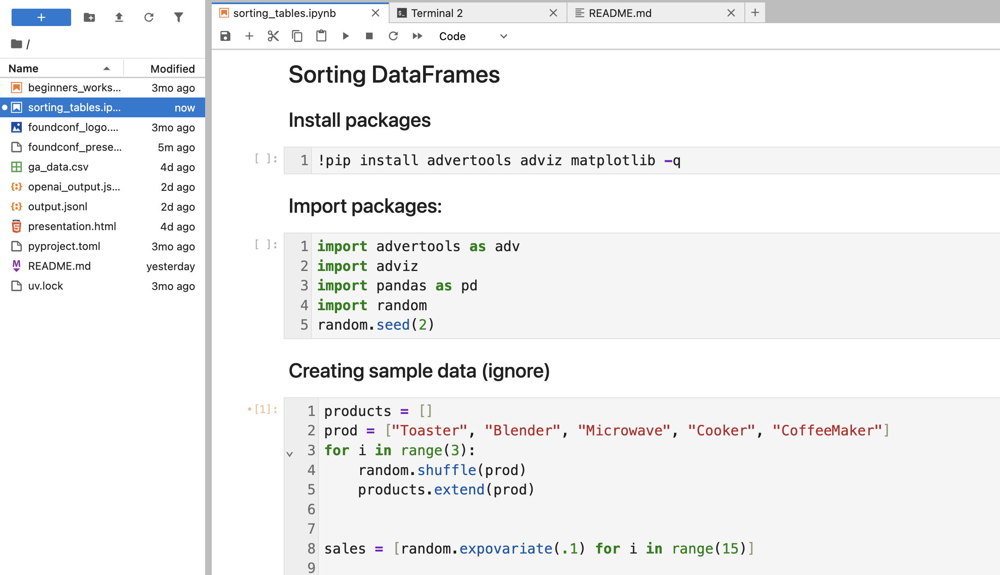 /
Name Modified
beginners_works... 3mo ago
sorting_tables.ip... now
foundconf_logo.... 3mo ago
foundconf_prese... 5m ago
ga_data.csv 4d ago
openai_output.js... 2d ago
output.jsonl 2d ago
presentation.html 4d ago
pyproject.toml 3mo ago
README.md yesterday
uv.lock 3mo ago
sorting_tables.ipynb
Terminal 2
README.md
Code
Sorting DataFrames
Install packages
[ ]:
1 !pip install advertools adviz matplotlib -q
Import packages:
[ ]:
1 import advertools as adv
2 import adviz
3 import pandas as pd
4 import random
5 random.seed(2)
Creating sample data (ignore)
•[1]:
1 products = []
2 prod = ["Toaster", "Blender", "Microwave", "Cooker", "CoffeeMaker"]
3 for i in range(3):
4     random.shuffle(prod)
5     products.extend(prod)
6
7
8 sales = [random.expovariate(.1) for i in range(15)]
9